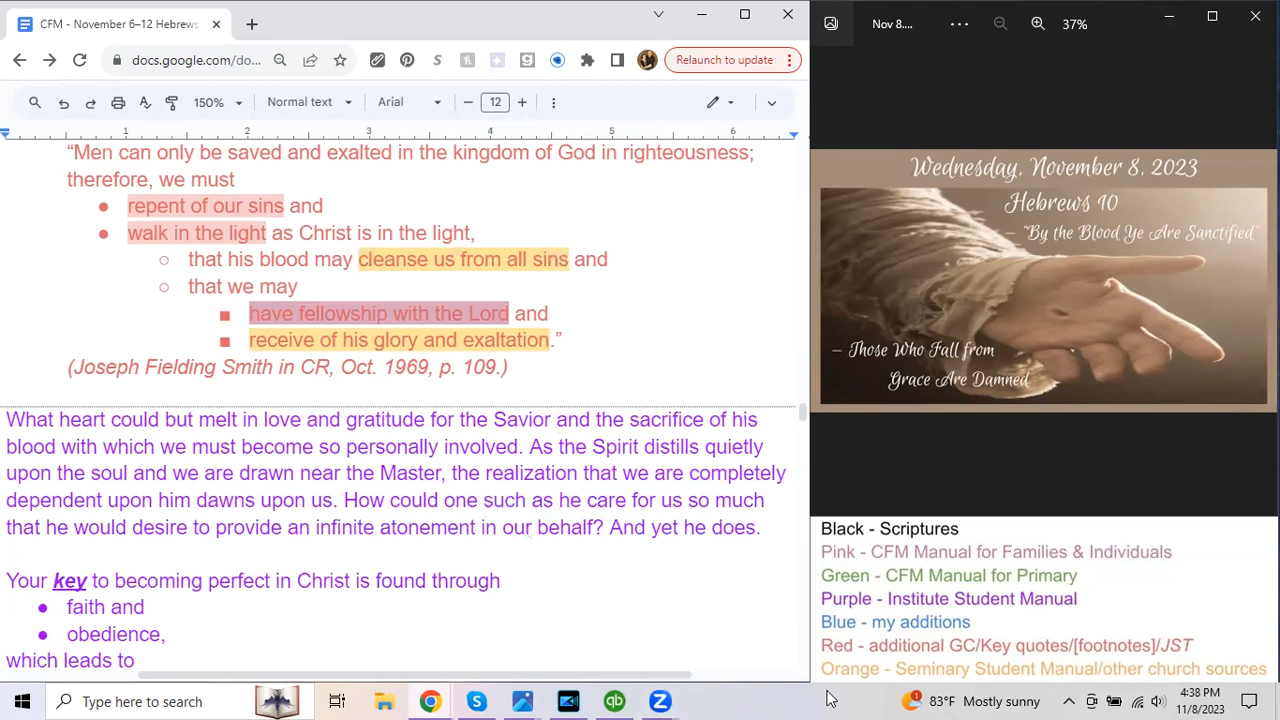 CFM - November 6–12 Hebrews
Nov 8....
37%
docs.google.com/do...
Relaunch to update
150%
Normal text
Arial
12
1
2
3
4
5
6
“Men can only be saved and exalted in the kingdom of God in righteousness;
therefore, we must
● repent of our sins and
● walk in the light as Christ is in the light,
○ that his blood may cleanse us from all sins and
○ that we may
■ have fellowship with the Lord and
■ receive of his glory and exaltation.”
(Joseph Fielding Smith in CR, Oct. 1969, p. 109.)
What heart could but melt in love and gratitude for the Savior and the sacrifice of his
blood with which we must become so personally involved. As the Spirit distills quietly
upon the soul and we are drawn near the Master, the realization that we are completely
dependent upon him dawns upon us. How could one such as he care for us so much
that he would desire to provide an infinite atonement in our behalf? And yet he does.
Your key to becoming perfect in Christ is found through
● faith and
● obedience,
which leads to
Wednesday, November 8, 2023
Hebrews 10
– “By the Blood Ye Are Sanctified”
– Those Who Fall from
Grace Are Damned
Black - Scriptures
Pink - CFM Manual for Families & Individuals
Green - CFM Manual for Primary
Purple - Institute Student Manual
Blue - my additions
Red - additional GC/Key quotes/[footnotes]/JST
Orange - Seminary Student Manual/other church sources
Type here to search
83°F Mostly sunny
4:38 PM
11/8/2023